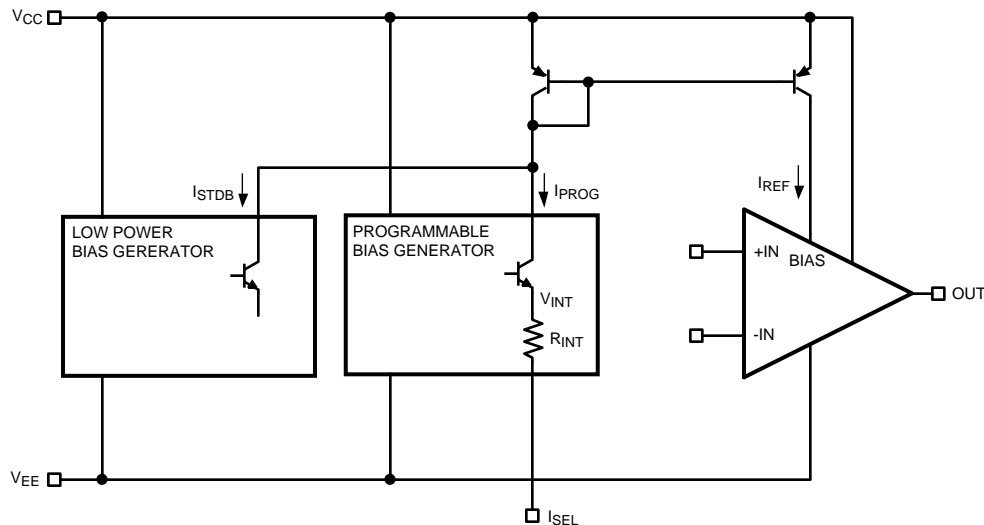 VCC
ISTDB
IPROG
IREF
LOW POWER
BIAS GERERATOR
PROGRAMMABLE
BIAS GENERATOR
VINT
RINT
+IN
BIAS
-IN
OUT
VEE
ISEL